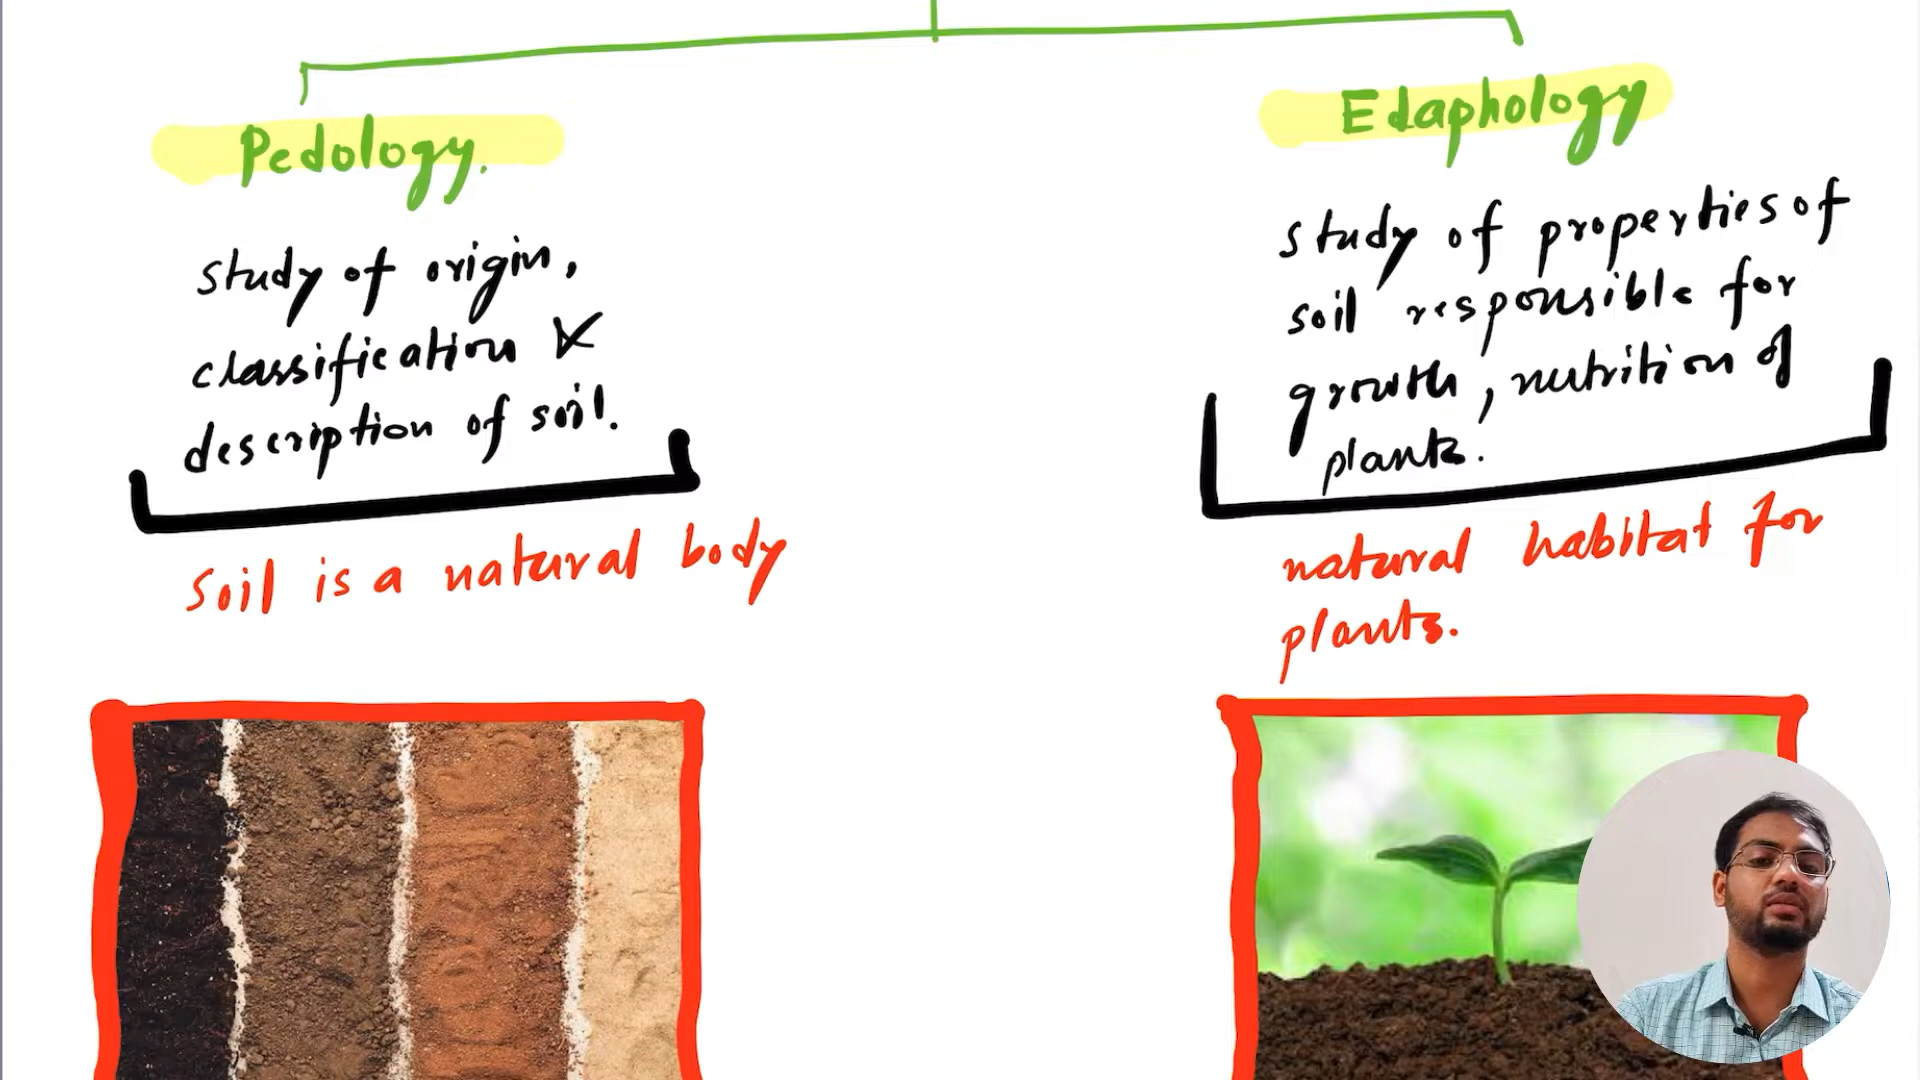 Pedology.
study of origin,
classification &
description of soil.
Soil is a natural body
Edaphology
study of properties of
soil responsible for
growth, nutrition of
plants.
natural habitat for
plants.